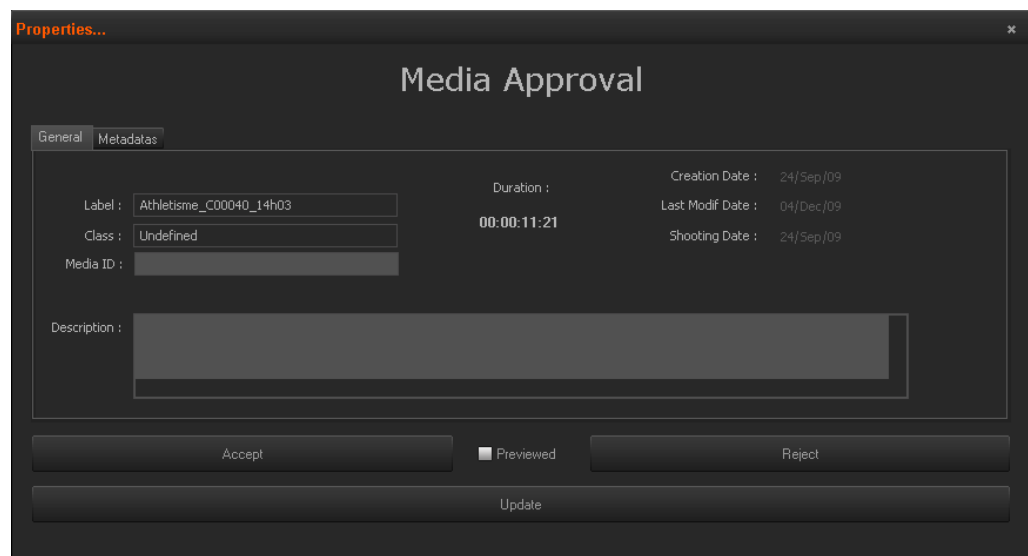 Properties...
Media Approval
General Metadatas
Label : Athletisme_C00040_14h03
Class : Undefined
Media ID :
Duration :
00:00:11:21
Creation Date : 24/Sep/09
Last Modif Date : 04/Dec/09
Shooting Date : 24/Sep/09
Description :
Accept Previewed Reject
Update